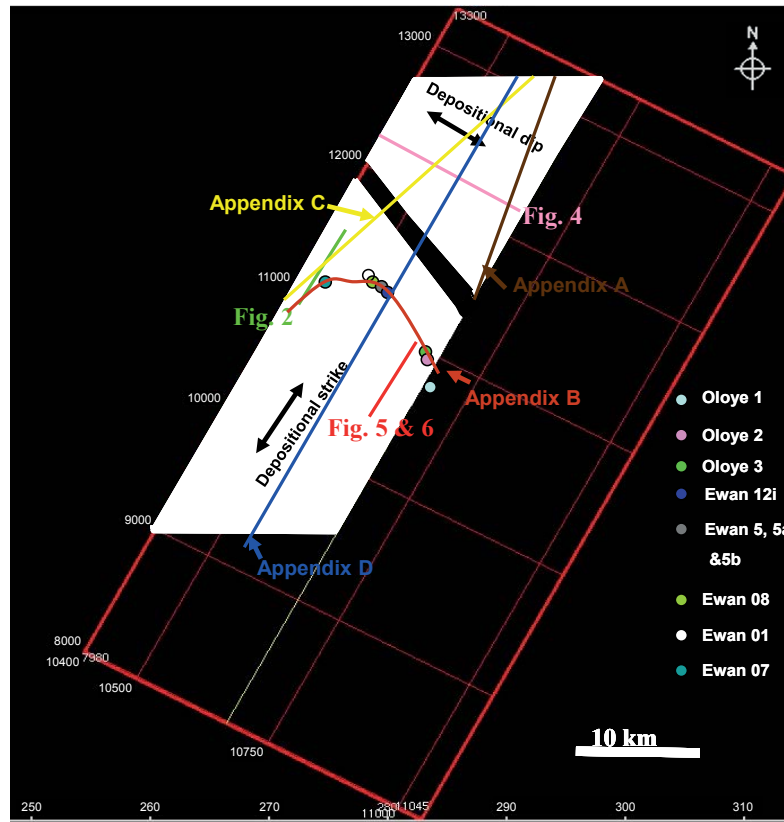 13300
13000
N
Depositional dip
12000
Appendix C
Fig. 4
11000
Appendix A
Fig. 2
10000
Depositional strike
Appendix B
Fig. 5 & 6
Oloye 1
Oloye 2
Oloye 3
Ewan 12i
Ewan 5, 5a
&5b
Ewan 08
Ewan 01
Ewan 07
9000
Appendix D
8000
10400 7980
10500
10750
10 km
11000 11045
250 260 270 280 290 300 310